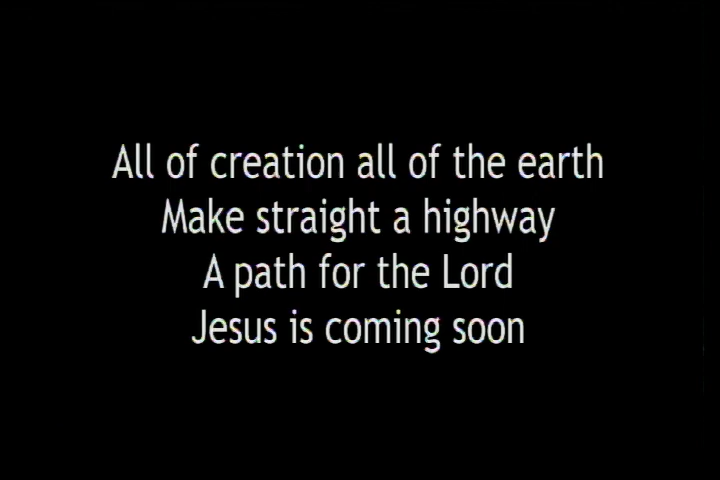 All of creation all of the earth
Make straight a highway
A path for the Lord
Jesus is coming soon